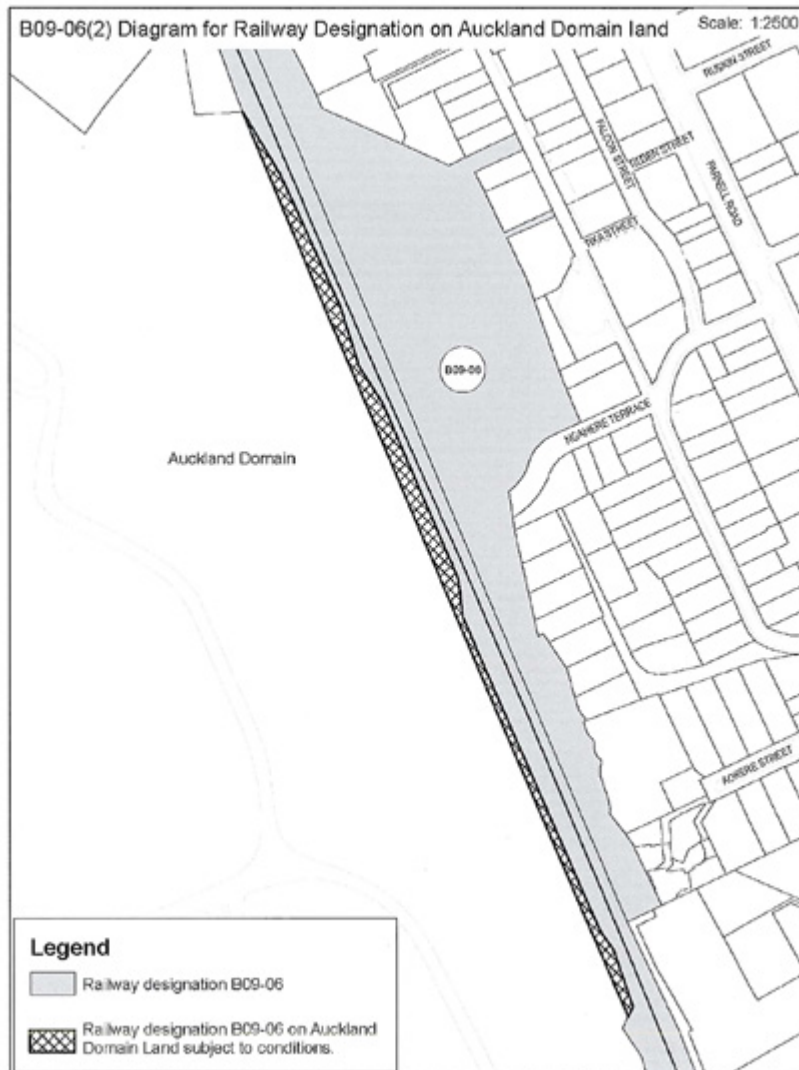 B09-06(2) Diagram for Railway Designation on Auckland Domain land
Scale: 1:2500
RUSKIN STREET
FALCON STREET
PARNELL ROAD
STREET
STREET
B09-06
NGAHERE TERRACE
Auckland Domain
AORERE STREET
Legend
Railway designation B09-06
Railway designation B09-06 on Auckland
Domain Land subject to conditions.